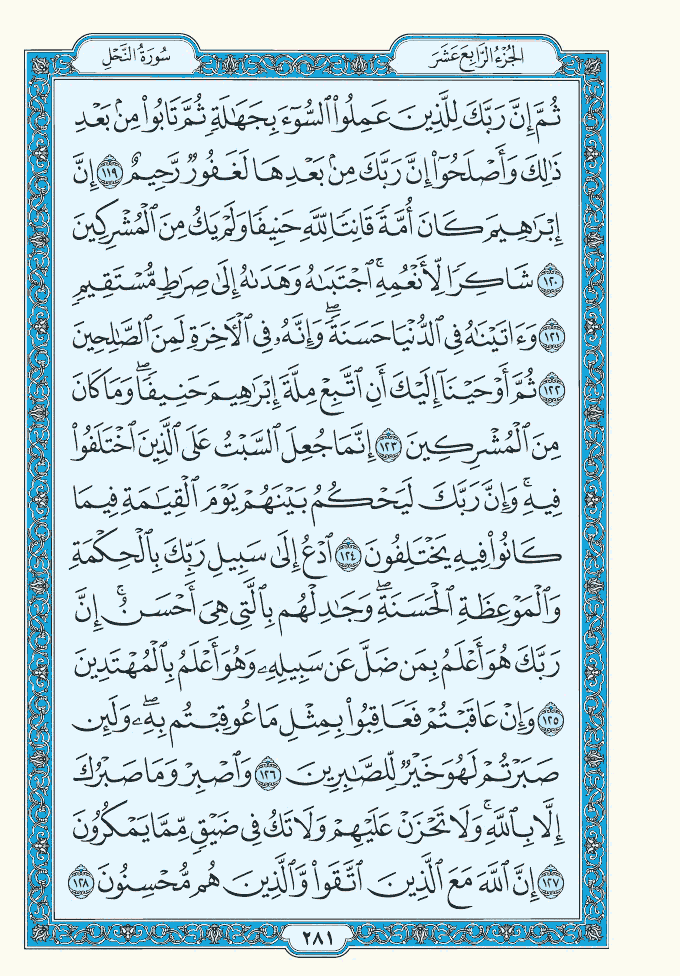 الجزء الرابع عشر
سورة النحل
ثُمَّ إِنَّ رَبَّكَ لِلَّذِينَ عَمِلُوا۟ ٱلسُّوٓءَ بِجَهَـٰلَةٍ ثُمَّ تَابُوا۟ مِنۢ بَعْدِ
ذَٰلِكَ وَأَصْلَحُوٓا۟ إِنَّ رَبَّكَ مِنۢ بَعْدِهَا لَغَفُورٌ رَّحِيمٌ ١١٩ إِنَّ
إِبْرَٰهِيمَ كَانَ أُمَّةً قَانِتًا لِّلَّهِ حَنِيفًا وَلَمْ يَكُ مِنَ ٱلْمُشْرِكِينَ
١٢٠ شَاكِرًا لِّأَنْعُمِهِ ۚ ٱجْتَبَىٰهُ وَهَدَىٰهُ إِلَىٰ صِرَٰطٍ مُّسْتَقِيمٍ
١٢١ وَءَاتَيْنَـٰهُ فِى ٱلدُّنْيَا حَسَنَةً ۖ وَإِنَّهُۥ فِى ٱلْـَٔاخِرَةِ لَمِنَ ٱلصَّـٰلِحِينَ
١٢٢ ثُمَّ أَوْحَيْنَآ إِلَيْكَ أَنِ ٱتَّبِعْ مِلَّةَ إِبْرَٰهِيمَ حَنِيفًا ۖ وَمَا كَانَ
مِنَ ٱلْمُشْرِكِينَ ١٢٣ إِنَّمَا جُعِلَ ٱلسَّبْتُ عَلَى ٱلَّذِينَ ٱخْتَلَفُوا۟
فِيهِ ۚ وَإِنَّ رَبَّكَ لَيَحْكُمُ بَيْنَهُمْ يَوْمَ ٱلْقِيَـٰمَةِ فِيمَا
كَانُوا۟ فِيهِ يَخْتَلِفُونَ ١٢٤ ٱدْعُ إِلَىٰ سَبِيلِ رَبِّكَ بِٱلْحِكْمَةِ
وَٱلْمَوْعِظَةِ ٱلْحَسَنَةِ ۖ وَجَـٰدِلْهُم بِٱلَّتِى هِىَ أَحْسَنُ ۚ إِنَّ
رَبَّكَ هُوَ أَعْلَمُ بِمَن ضَلَّ عَن سَبِيلِهِۦ وَهُوَ أَعْلَمُ بِٱلْمُهْتَدِينَ
١٢٥ وَإِنْ عَاقَبْتُمْ فَعَاقِبُوا۟ بِمِثْلِ مَا عُوقِبْتُم بِهِۦ ۖ وَلَئِن
صَبَرْتُمْ لَهُوَ خَيْرٌ لِّلصَّـٰبِرِينَ ١٢٦ وَٱصْبِرْ وَمَا صَبْرُكَ
إِلَّا بِٱللَّهِ ۚ وَلَا تَحْزَنْ عَلَيْهِمْ وَلَا تَكُ فِى ضَيْقٍ مِّمَّا يَمْكُرُونَ
١٢٧ إِنَّ ٱللَّهَ مَعَ ٱلَّذِينَ ٱتَّقَوا۟ وَّٱلَّذِينَ هُم مُّحْسِنُونَ ١٢٨
٢٨١